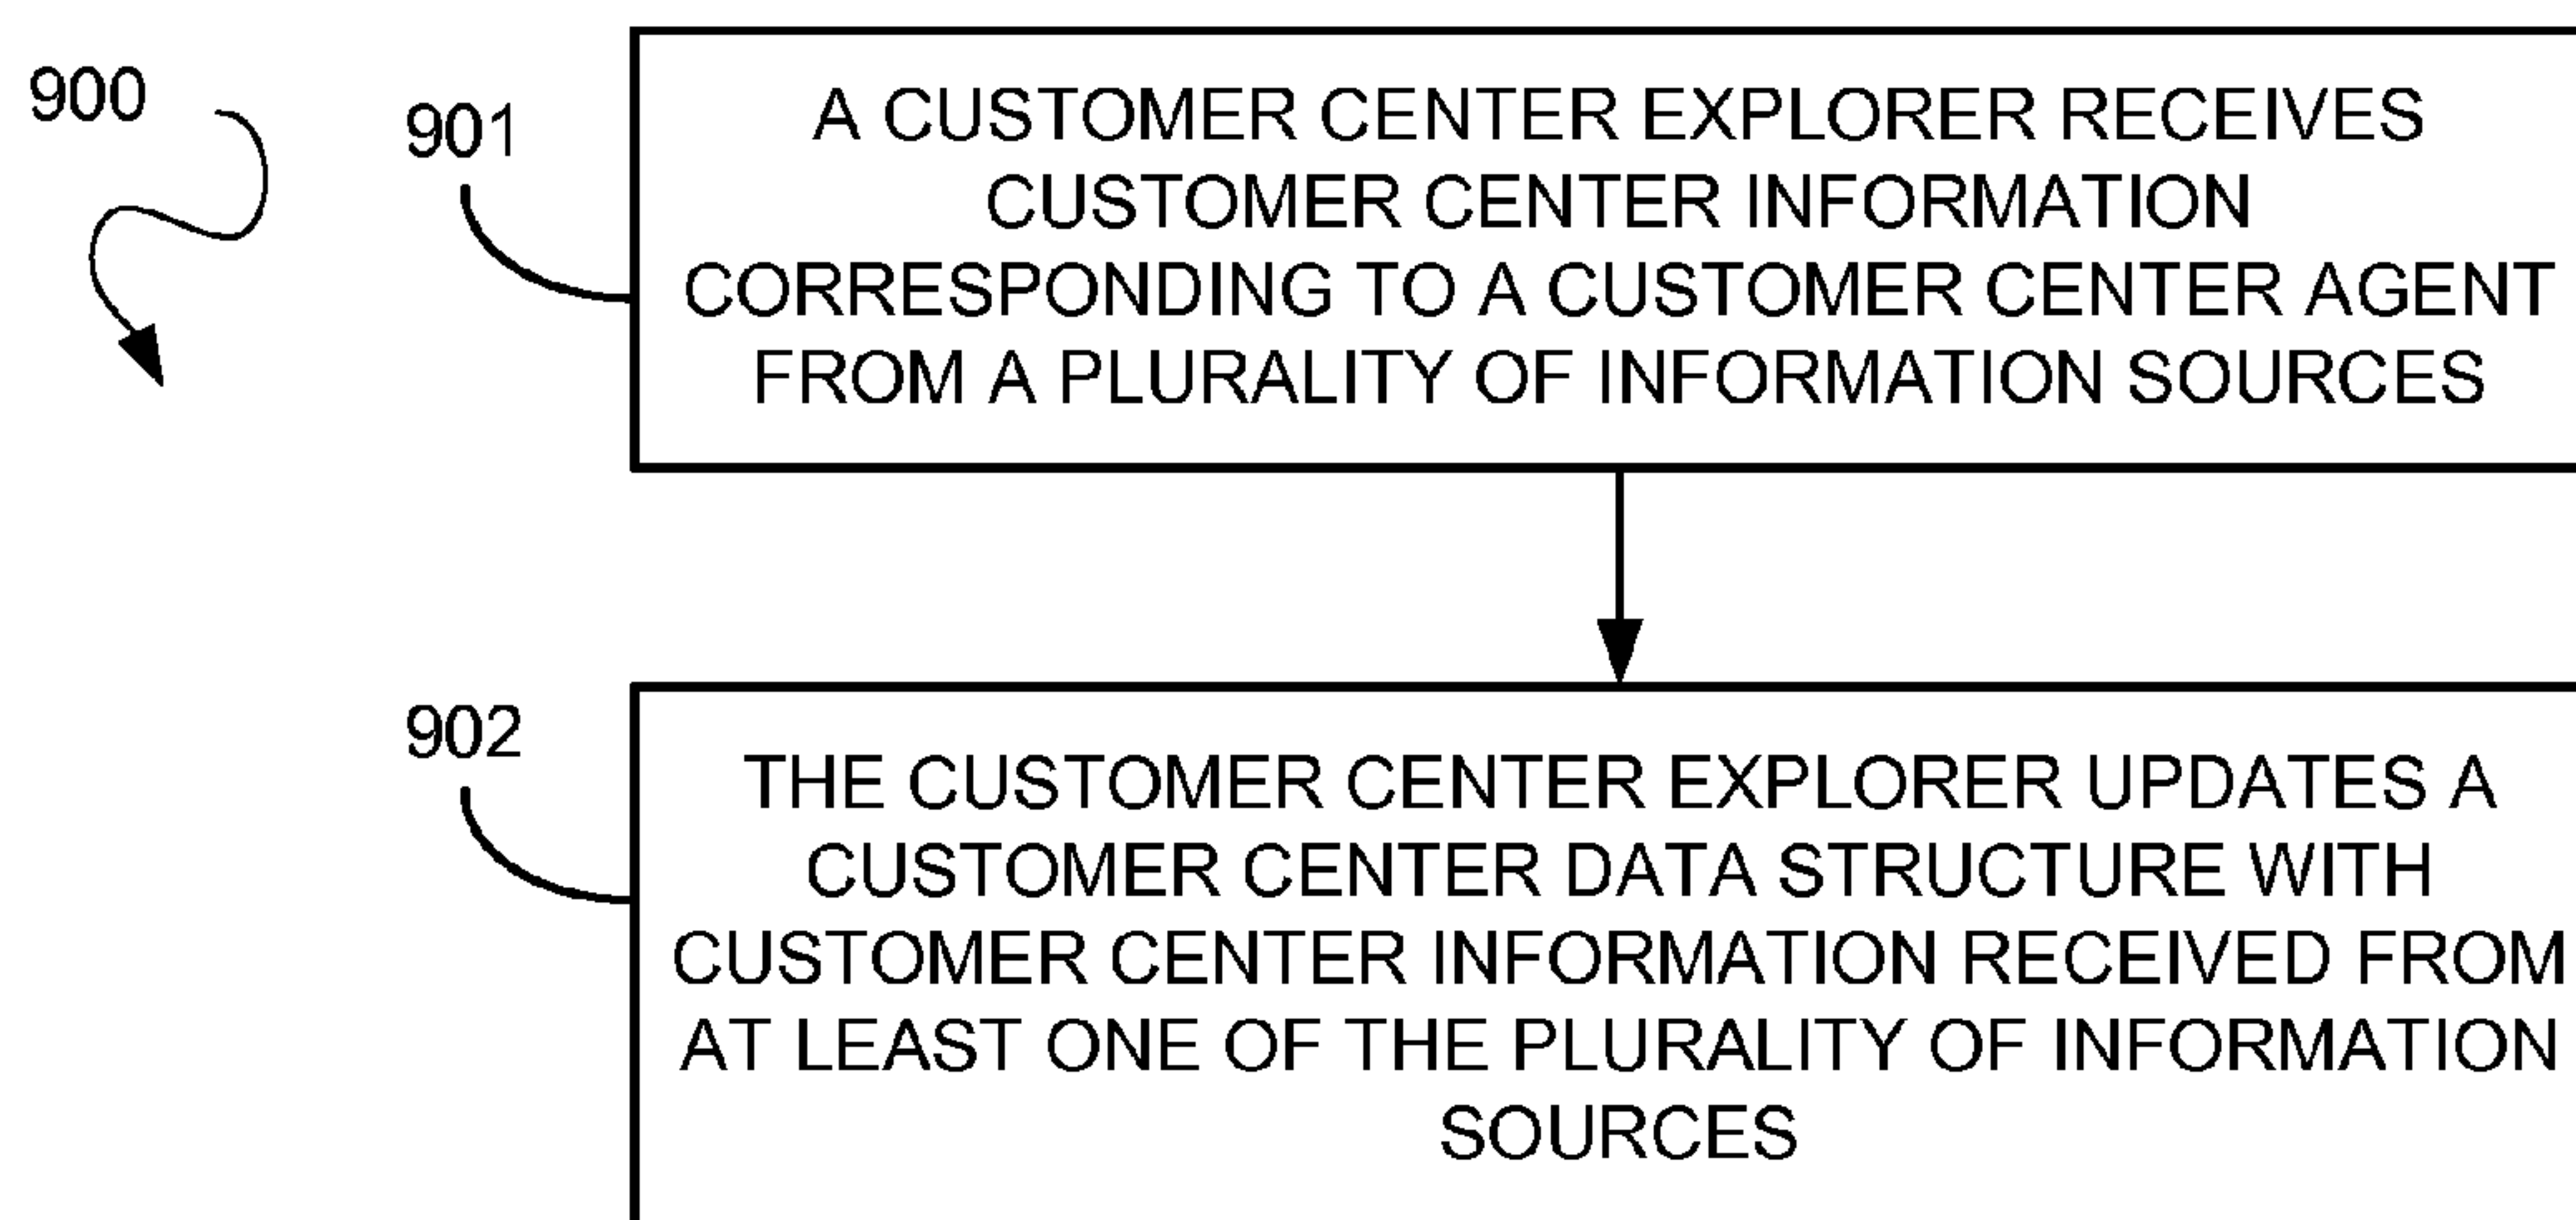 900
901
A CUSTOMER CENTER EXPLORER RECEIVES
CUSTOMER CENTER INFORMATION
CORRESPONDING TO A CUSTOMER CENTER AGENT
FROM A PLURALITY OF INFORMATION SOURCES
902
THE CUSTOMER CENTER EXPLORER UPDATES A
CUSTOMER CENTER DATA STRUCTURE WITH
CUSTOMER CENTER INFORMATION RECEIVED FROM
AT LEAST ONE OF THE PLURALITY OF INFORMATION
SOURCES